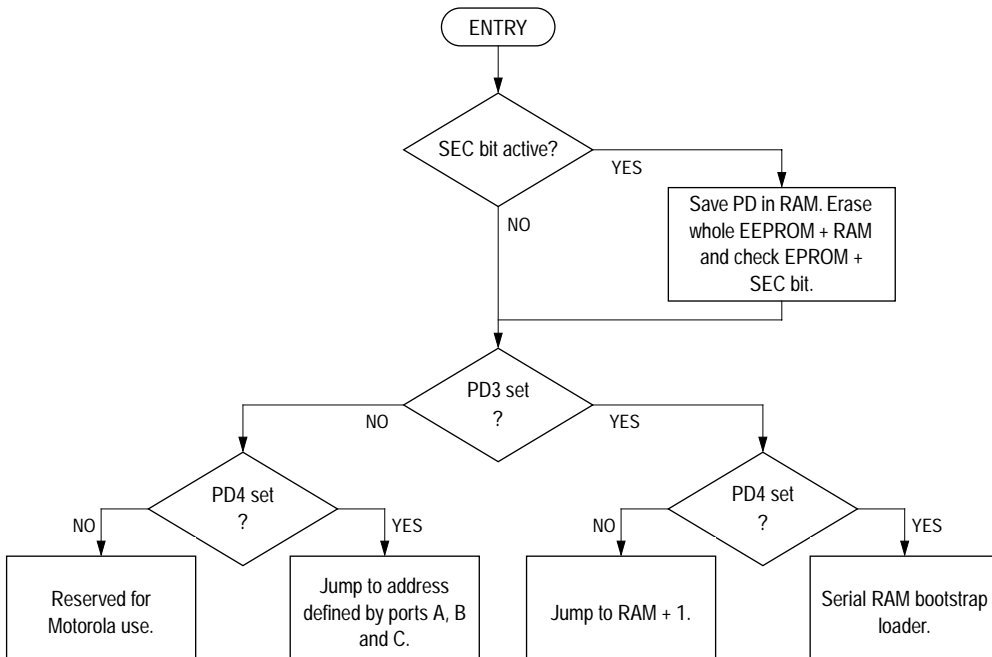 ENTRY
SEC bit active?
YES
NO
Save PD in RAM. Erase
whole EEPROM + RAM
and check EPROM +
SEC bit.
PD3 set
?
NO
YES
PD4 set
?
NO
YES
PD4 set
?
NO
YES
Reserved for
Motorola use.
Jump to address
defined by ports A, B
and C.
Jump to RAM + 1.
Serial RAM bootstrap
loader.